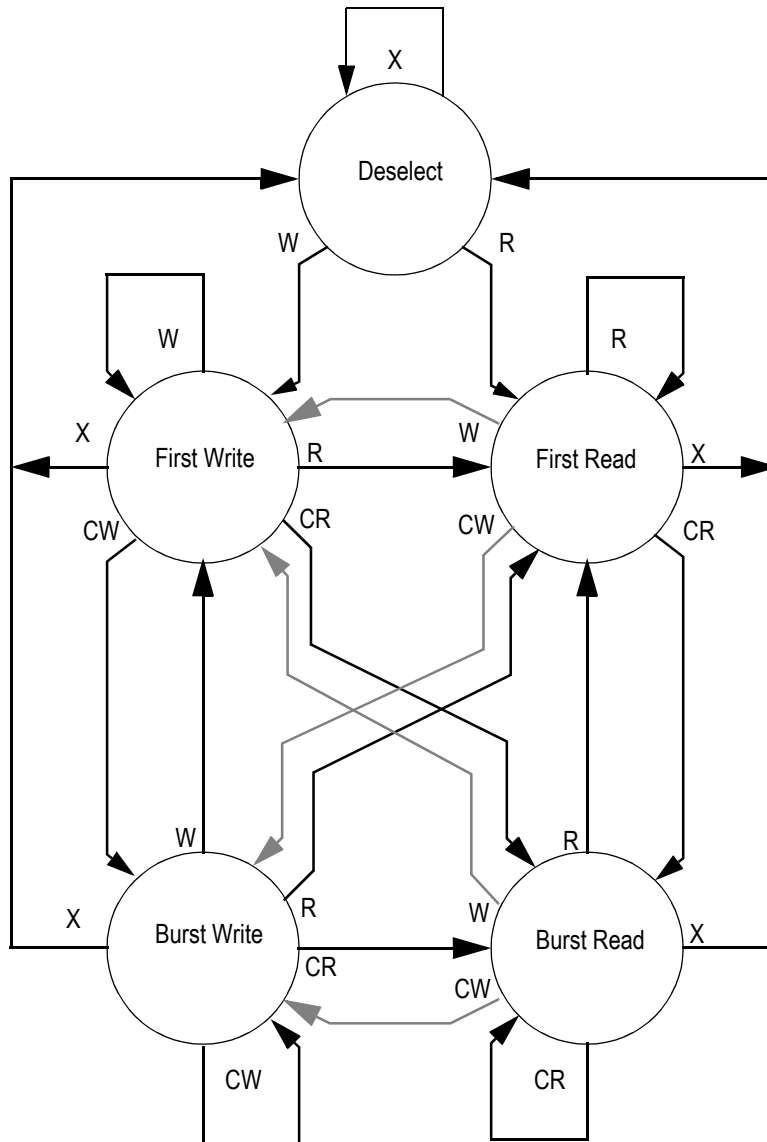 X
Deselect
W
R
W
R
X
W
First Write
R
First Read
X
CW
CR
CW
CR
W
R
X
R
W
X
Burst Write
Burst Read
CR
CW
CW
CR